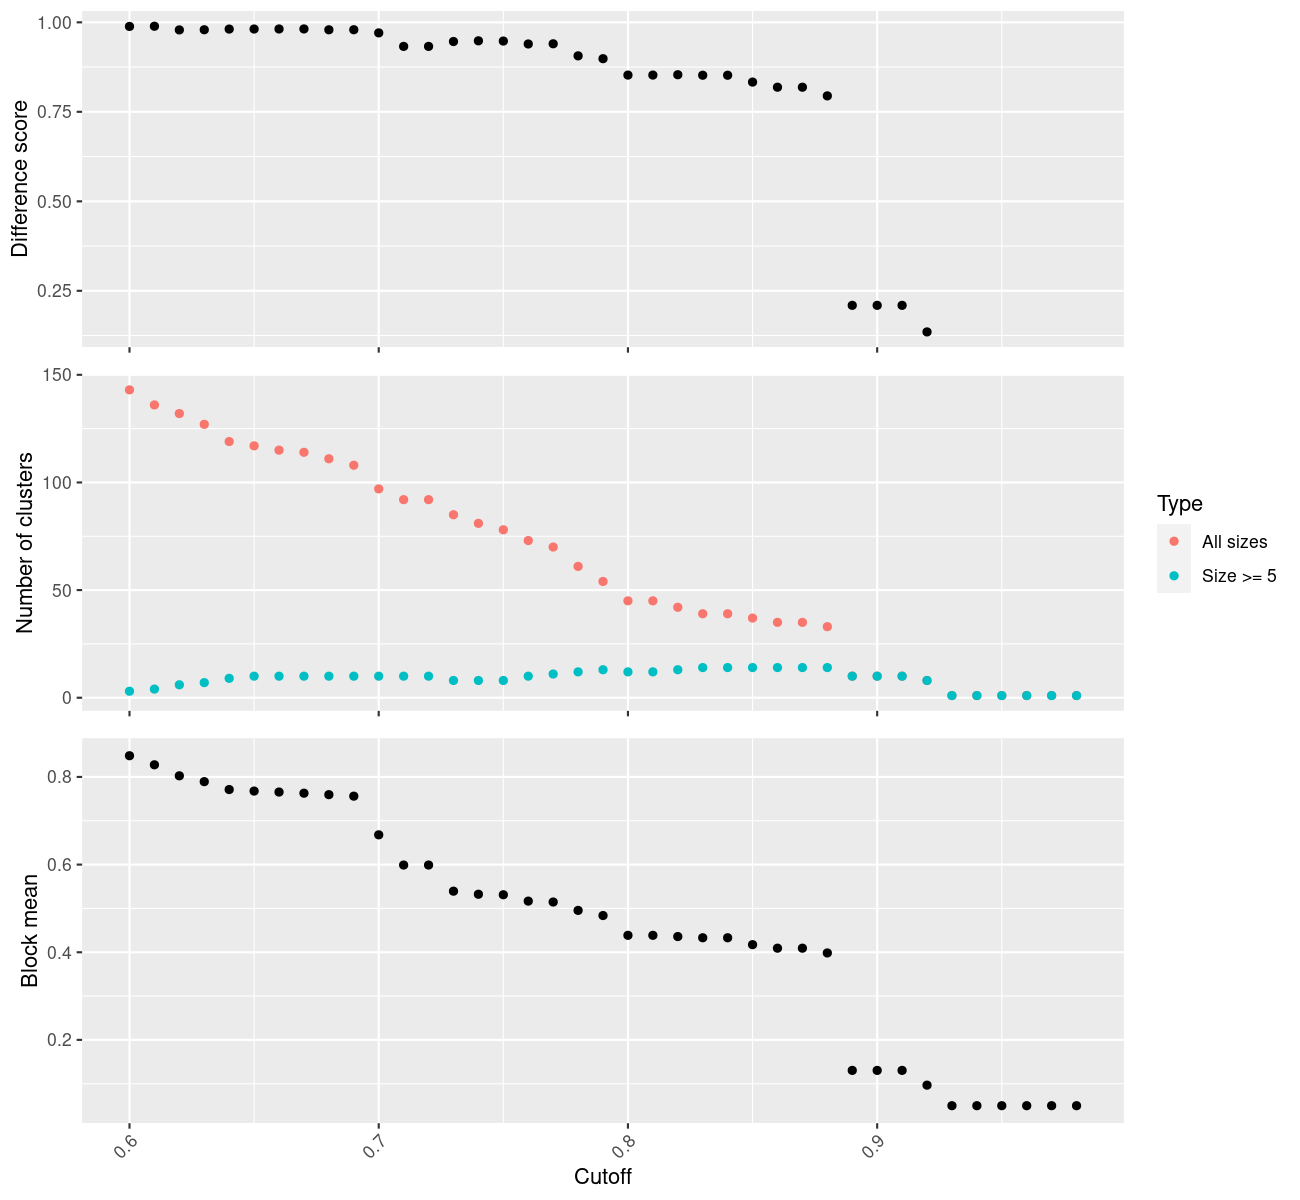 Difference score
1.00
0.75
0.50
0.25
Number of clusters
150
100
50
0
Type
All sizes
Size >= 5
Block mean
0.8
0.6
0.4
0.2
0.6 0.7 0.8 0.9
Cutoff